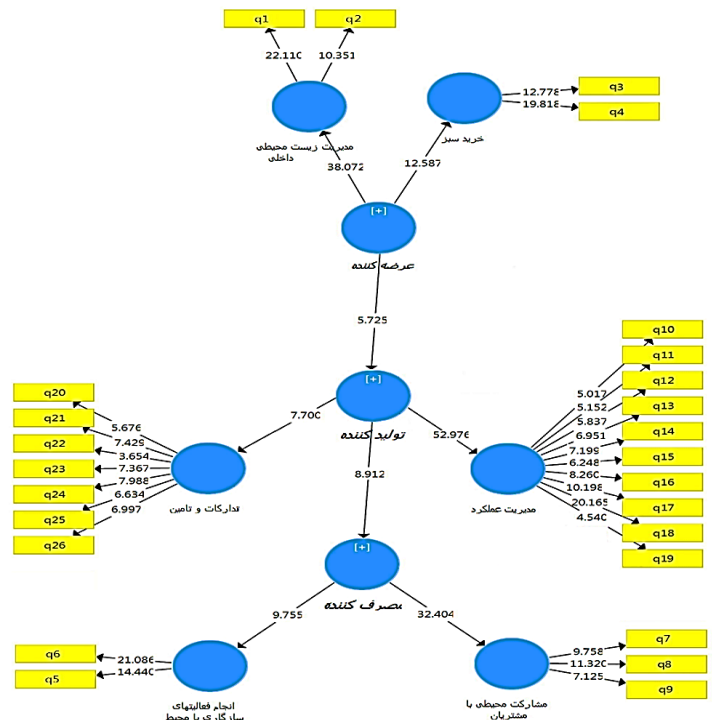 q1
q2
22.110
10.351
q3
q4
12.778
19.818
خرید سبز
مدیریت زیست محیطی
داخلی
38.072
12.587
[+]
عرضه کننده
5.725
[+]
تولید کننده
7.700
52.976
8.912
q10
q11
q12
q13
q14
q15
q16
q17
q18
q19
5.017
5.152
5.837
6.951
7.199
6.248
8.260
10.198
20.165
4.540
مدیریت عملکرد
q20
q21
q22
q23
q24
q25
q26
5.676
7.429
3.654
7.367
7.988
6.634
6.997
تدارکات و تامین
[+]
مصرف کننده
9.755
32.404
q6
q5
21.086
14.440
انجام فعالیتهای
سازگاری با محیط
q7
q8
q9
9.758
11.320
7.125
مشارکت محیطی با
مشتریان